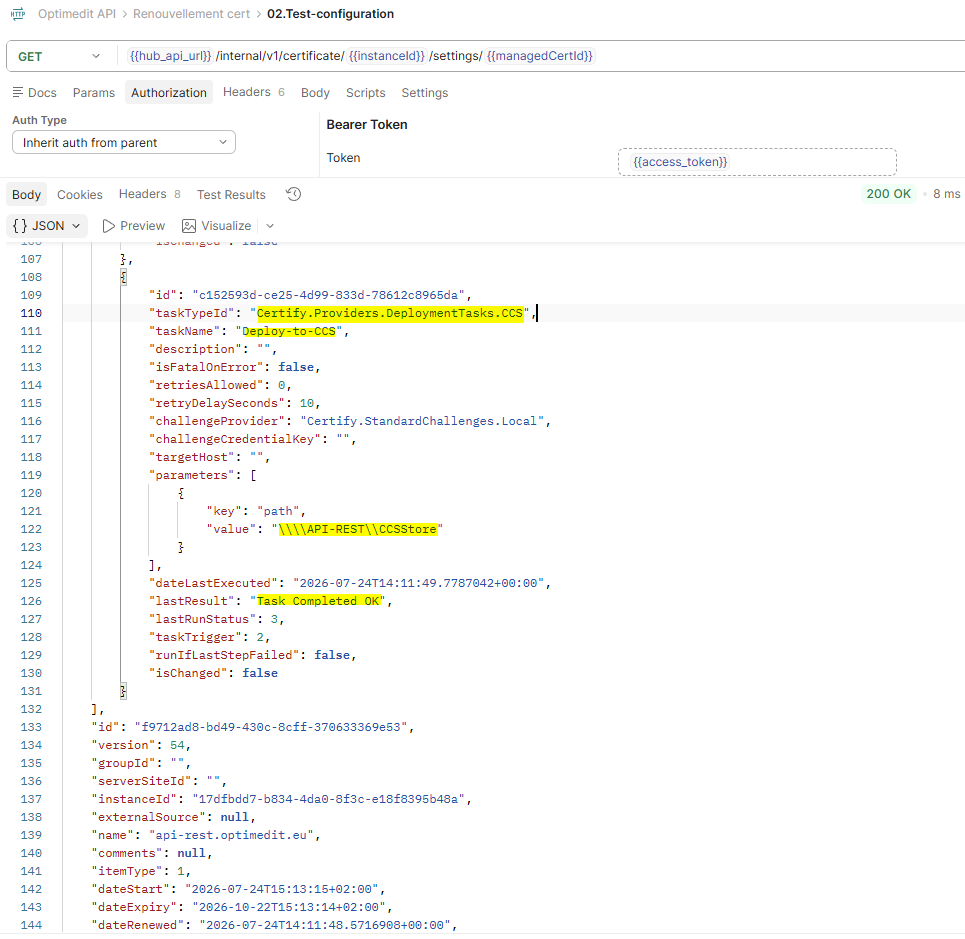 HTTP Optimedit API > Renouvellement cert > 02.Test-configuration
GET {{hub_api_url}} /internal/v1/certificate/ {{instanceId}} /settings/ {{managedCertId}}
Docs Params Authorization Headers 6 Body Scripts Settings
Auth Type
Inherit auth from parent
Bearer Token
Token {{access_token}}
Body Cookies Headers 8 Test Results 200 OK • 8 ms
{} JSON Preview Visualize
106 "isChanged": false
107 },
108 {
109 "id": "c152593d-ce25-4d99-833d-78612c8965da",
110 "taskTypeId": "Certify.Providers.DeploymentTasks.CCS",
111 "taskName": "Deploy-to-CCS",
112 "description": "",
113 "isFatalOnError": false,
114 "retriesAllowed": 0,
115 "retryDelaySeconds": 10,
116 "challengeProvider": "Certify.StandardChallenges.Local",
117 "challengeCredentialKey": "",
118 "targetHost": "",
119 "parameters": [
120 {
121 "key": "path",
122 "value": "\\\\API-REST\\CCSStore"
123 }
124 ],
125 "dateLastExecuted": "2026-07-24T14:11:49.7787042+00:00",
126 "lastResult": "Task Completed OK",
127 "lastRunStatus": 3,
128 "taskTrigger": 2,
129 "runIfLastStepFailed": false,
130 "isChanged": false
131 }
132 ],
133 "id": "f9712ad8-bd49-430c-8cff-370633369e53",
134 "version": 54,
135 "groupId": "",
136 "serverSiteId": "",
137 "instanceId": "17dfbdd7-b834-4da0-8f3c-e18f8395b48a",
138 "externalSource": null,
139 "name": "api-rest.optimedit.eu",
140 "comments": null,
141 "itemType": 1,
142 "dateStart": "2026-07-24T15:13:15+02:00",
143 "dateExpiry": "2026-10-22T15:13:14+02:00",
144 "dateRenewed": "2026-07-24T14:11:48.5716908+00:00",